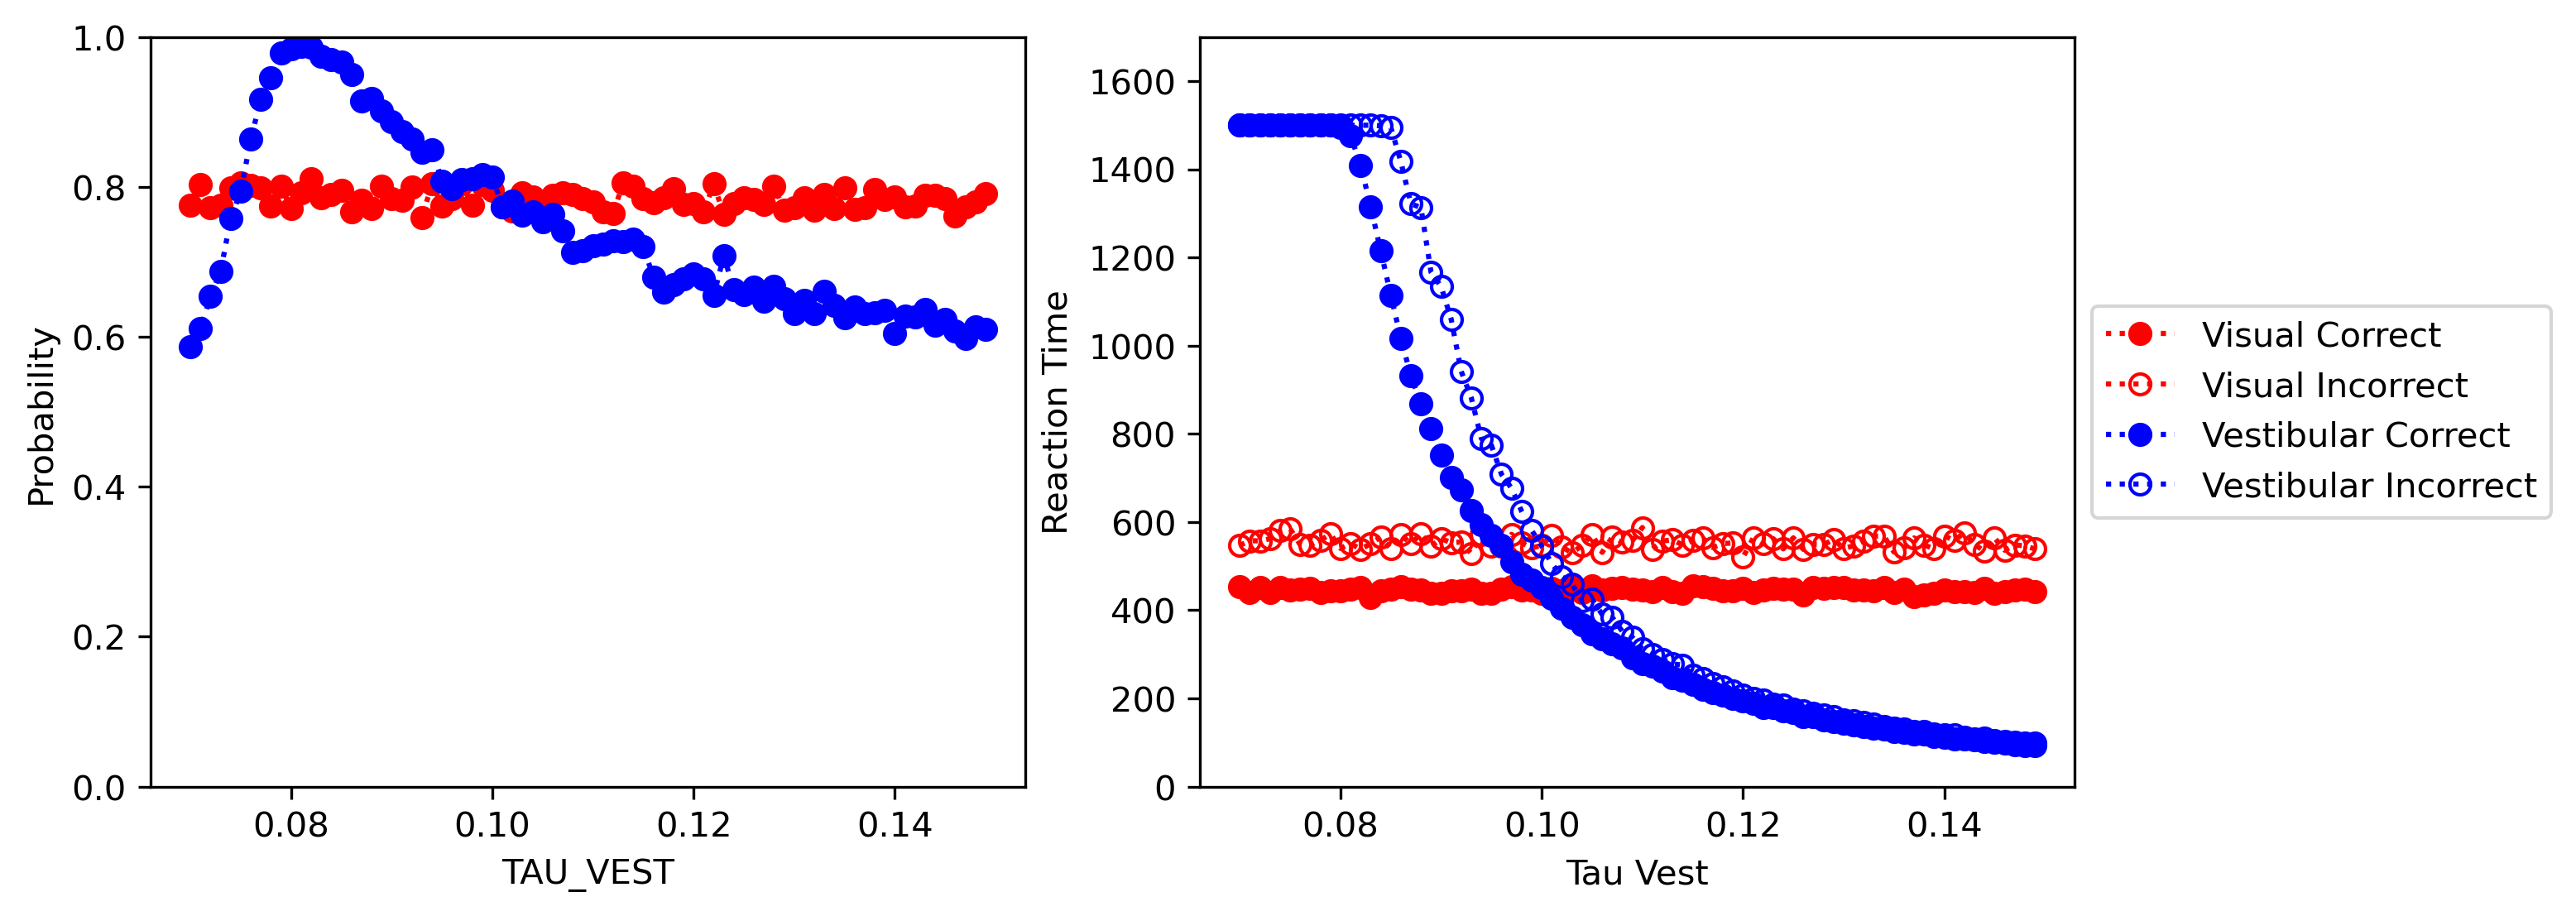 Probability
1.0
0.8
0.6
0.4
0.2
0.0
0.08 0.10 0.12 0.14
TAU_VEST
Reaction Time
1600
1400
1200
1000
800
600
400
200
0
0.08 0.10 0.12 0.14
Tau Vest
Visual Correct
Visual Incorrect
Vestibular Correct
Vestibular Incorrect